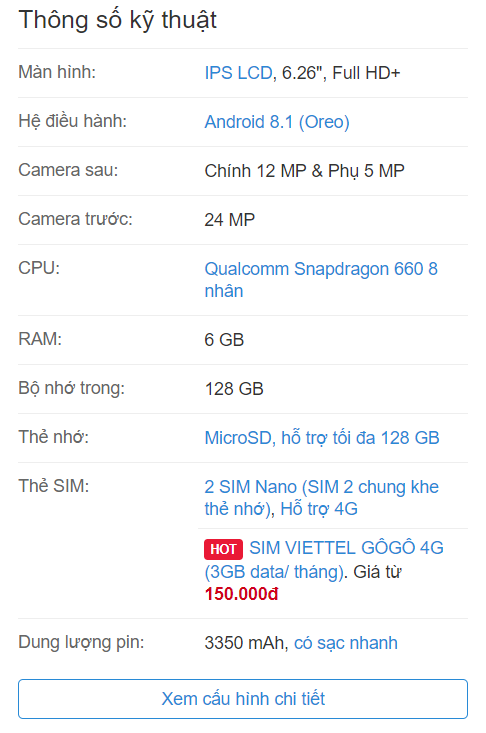 Thông số kỹ thuật
Màn hình: IPS LCD, 6.26", Full HD+
Hệ điều hành: Android 8.1 (Oreo)
Camera sau: Chính 12 MP & Phụ 5 MP
Camera trước: 24 MP
CPU: Qualcomm Snapdragon 660 8
nhân
RAM: 6 GB
Bộ nhớ trong: 128 GB
Thẻ nhớ: MicroSD, hỗ trợ tối đa 128 GB
Thẻ SIM: 2 SIM Nano (SIM 2 chung khe
thẻ nhớ), Hỗ trợ 4G
HOT SIM VIETTEL GÔGÔ 4G
(3GB data/ tháng). Giá từ
150.000đ
Dung lượng pin: 3350 mAh, có sạc nhanh
Xem cấu hình chi tiết